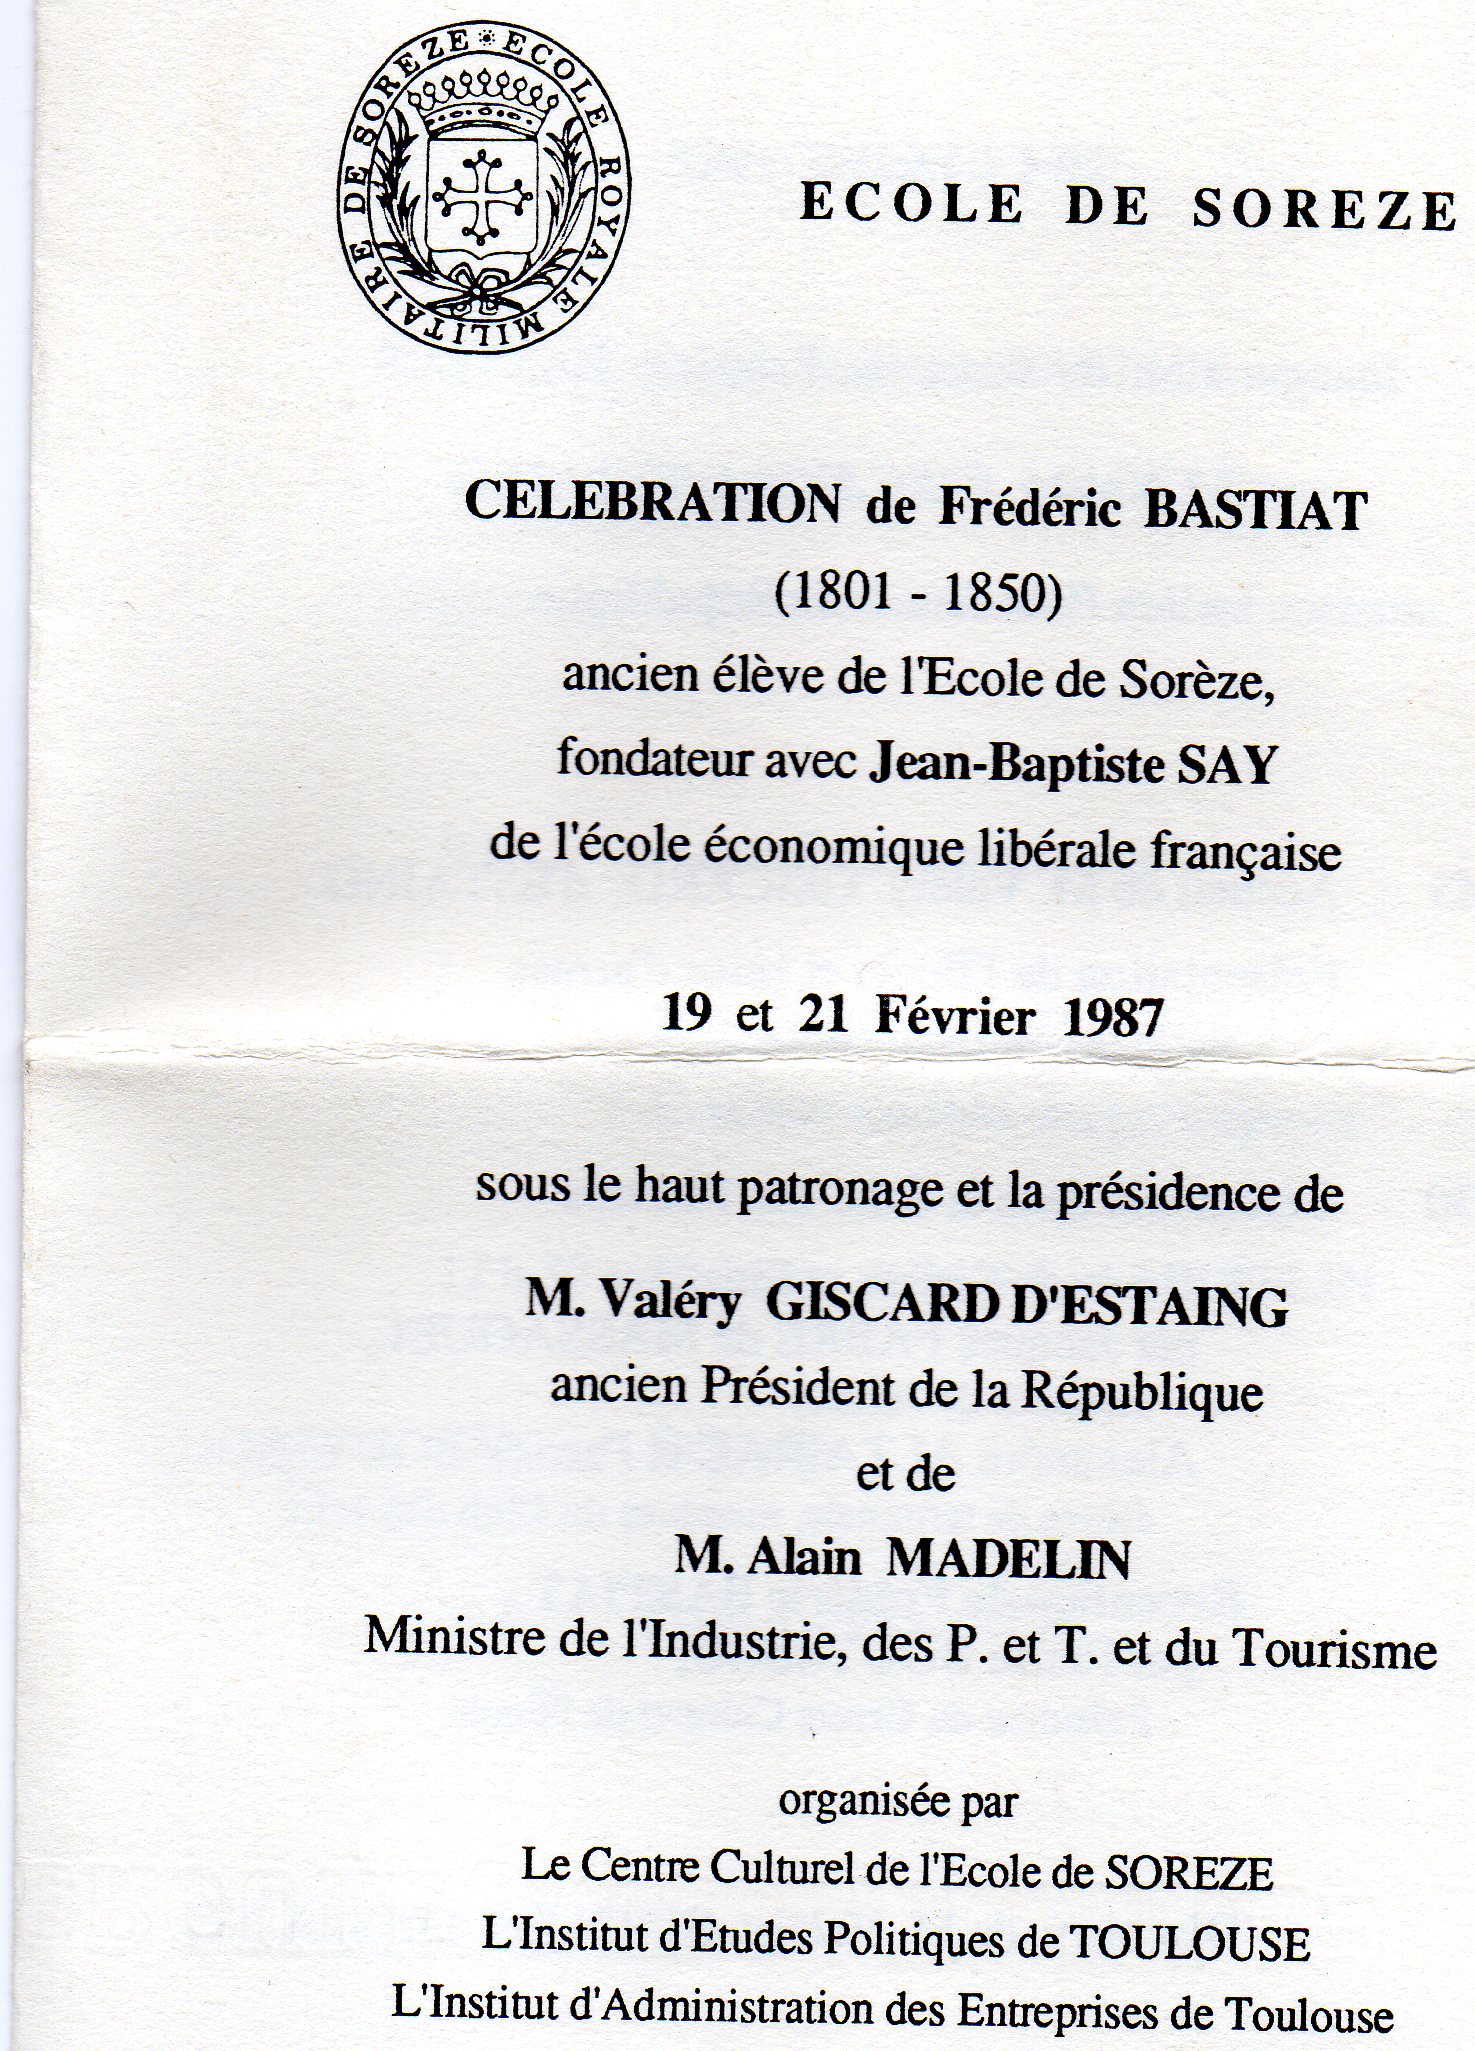 ECOLE ROYALE MILITAIRE DE SOREZE
ECOLE DE SOREZE
CELEBRATION de Frédéric BASTIAT
(1801 - 1850)
ancien élève de l'Ecole de Sorèze,
fondateur avec Jean-Baptiste SAY
de l'école économique libérale française
19 et 21 Février 1987
sous le haut patronage et la présidence de
M. Valéry GISCARD D'ESTAING
ancien Président de la République
et de
M. Alain MADELIN
Ministre de l'Industrie, des P. et T. et du Tourisme
organisée par
Le Centre Culturel de l'Ecole de SOREZE
L'Institut d'Etudes Politiques de TOULOUSE
L'Institut d'Administration des Entreprises de Toulouse